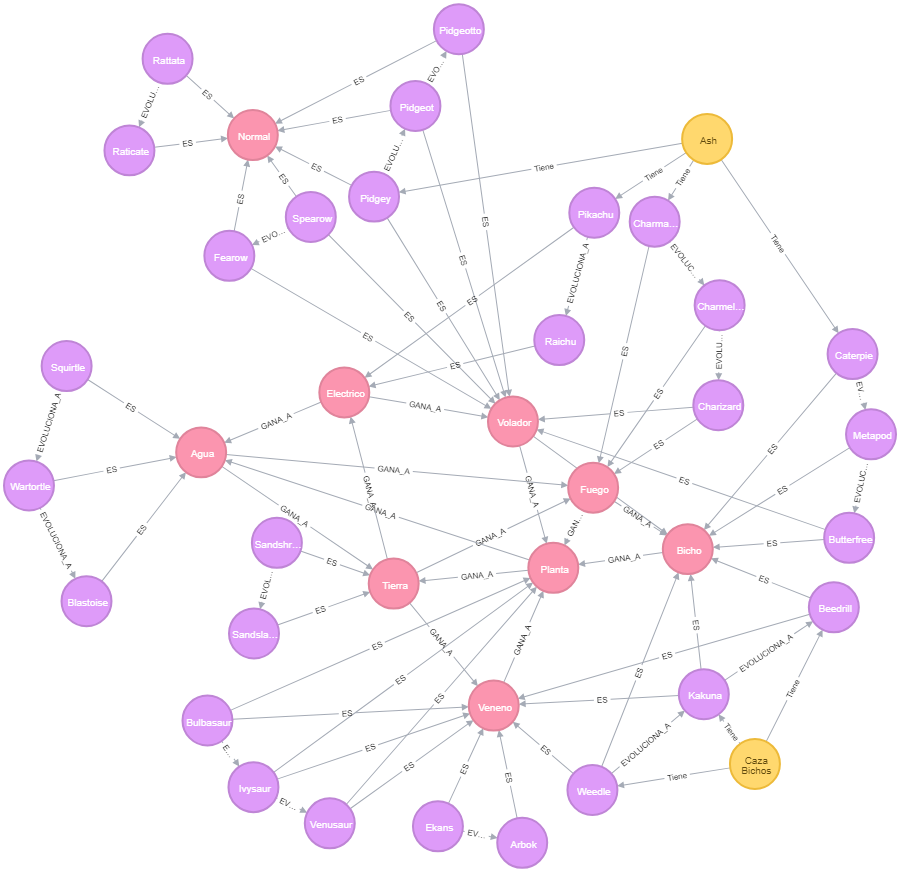 Pidgeotto
Rattata
ES
EVO...
ES
EVOLU...
Pidgeot
ES
Normal
Ash
Raticate
ES
EVOLU...
ES
Tiene
Tiene
Tiene
ES
ES
Pidgey
Pikachu
Spearow
Charma...
ES
EVO...
Tiene
Fearow
ES
EVOLUC...
EVOLUCIONA_A
ES
ES
ES
Charmel...
ES
ES
Raichu
EVOLU...
Squirtle
ES
ES
Caterpie
ES
Electrico
ES
EV...
EVOLUCIONA_A
ES
GANA_A
GANA_A
Volador
ES
Charizard
Metapod
Agua
ES
ES
ES
GANA_A
Wartortle
ES
Fuego
EVOLUC...
GANA_A
GANA_A
ES
GANA_A
GANA_A
GANA_A
ES
EVOLUCIONA_A
Sandshr...
GAN...
Butterfree
ES
Bicho
ES
GANA_A
Planta
GANA_A
Tierra
ES
EVOL...
Blastoise
Beedrill
ES
ES
Sandsla...
GANA_A
GANA_A
ES
EVOLUCIONA_A
ES
ES
ES
ES
Kakuna
Tiene
ES
ES
Veneno
Bulbasaur
ES
Tiene
E...
ES
ES
EVOLUCIONA_A
Caza
Bichos
ES
ES
ES
Tiene
Ivysaur
Weedle
EV...
Venusaur
Ekans
EV...
Arbok